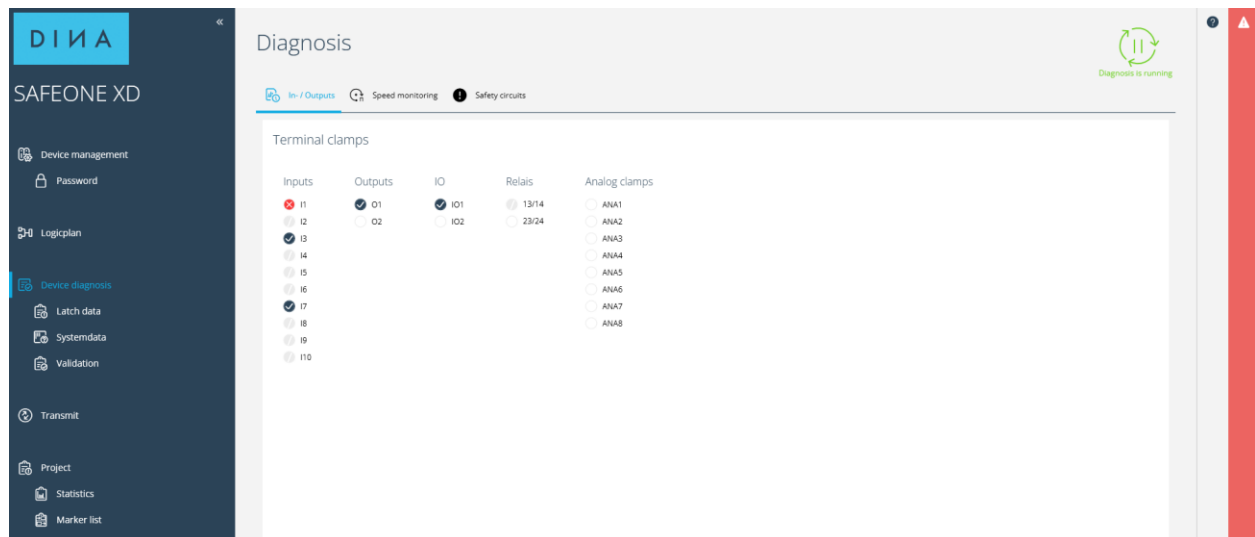 DINA
«
SAFEONE XD
Device management
Password
Logicplan
Device diagnosis
Latch data
Systemdata
Validation
Transmit
Project
Statistics
Marker list
Diagnosis
Diagnosis is running
In- / Outputs
Speed monitoring
Safety circuits
Terminal clamps
Inputs
I1
I2
I3
I4
I5
I6
I7
I8
I9
I10
Outputs
O1
O2
IO
IO1
IO2
Relais
13/14
23/24
Analog clamps
ANA1
ANA2
ANA3
ANA4
ANA5
ANA6
ANA7
ANA8